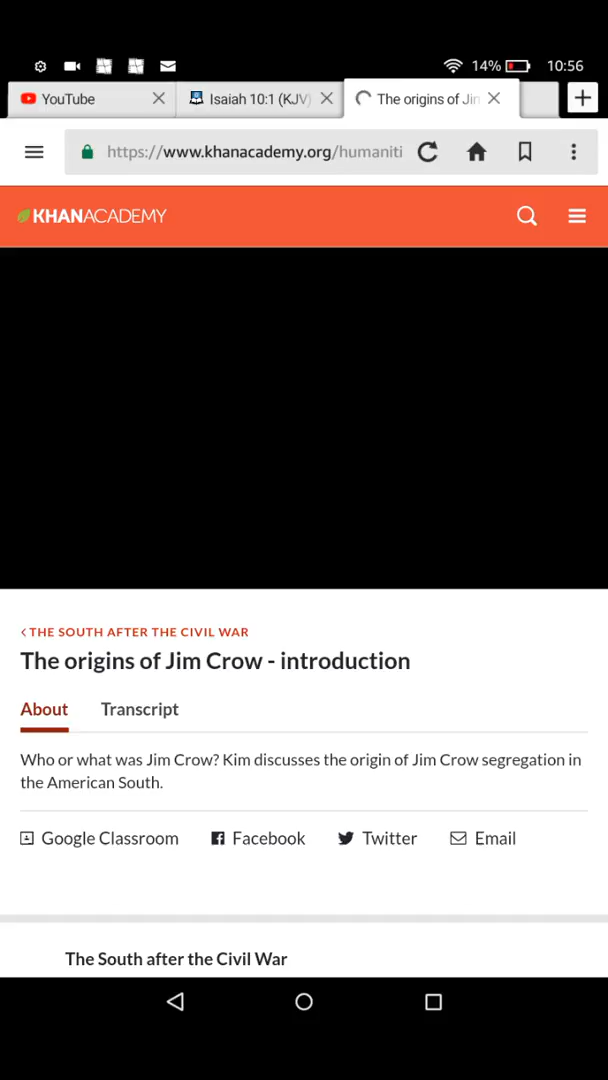 14% 10:56
YouTube Isaiah 10:1 (KJV) The origins of Jim
https://www.khanacademy.org/humaniti
KHANACADEMY
< THE SOUTH AFTER THE CIVIL WAR
The origins of Jim Crow - introduction
About Transcript
Who or what was Jim Crow? Kim discusses the origin of Jim Crow segregation in
the American South.
Google Classroom Facebook Twitter Email
The South after the Civil War